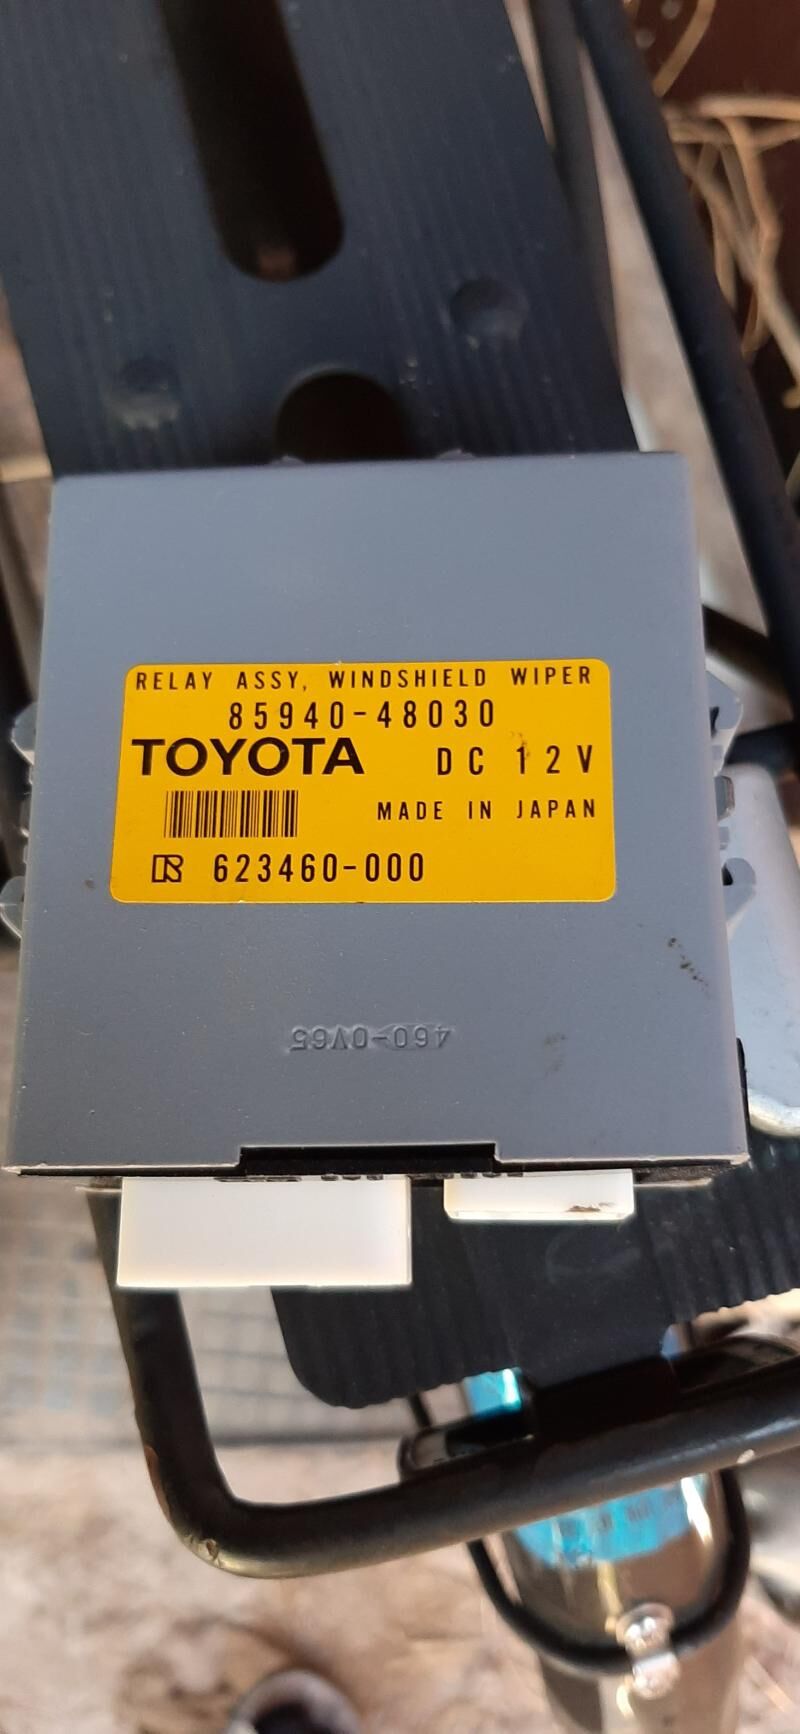 RELAY ASSY, WINDSHIELD WIPER
85940-48030
TOYOTA DC 12V
MADE IN JAPAN
R 623460-000
460-0V65